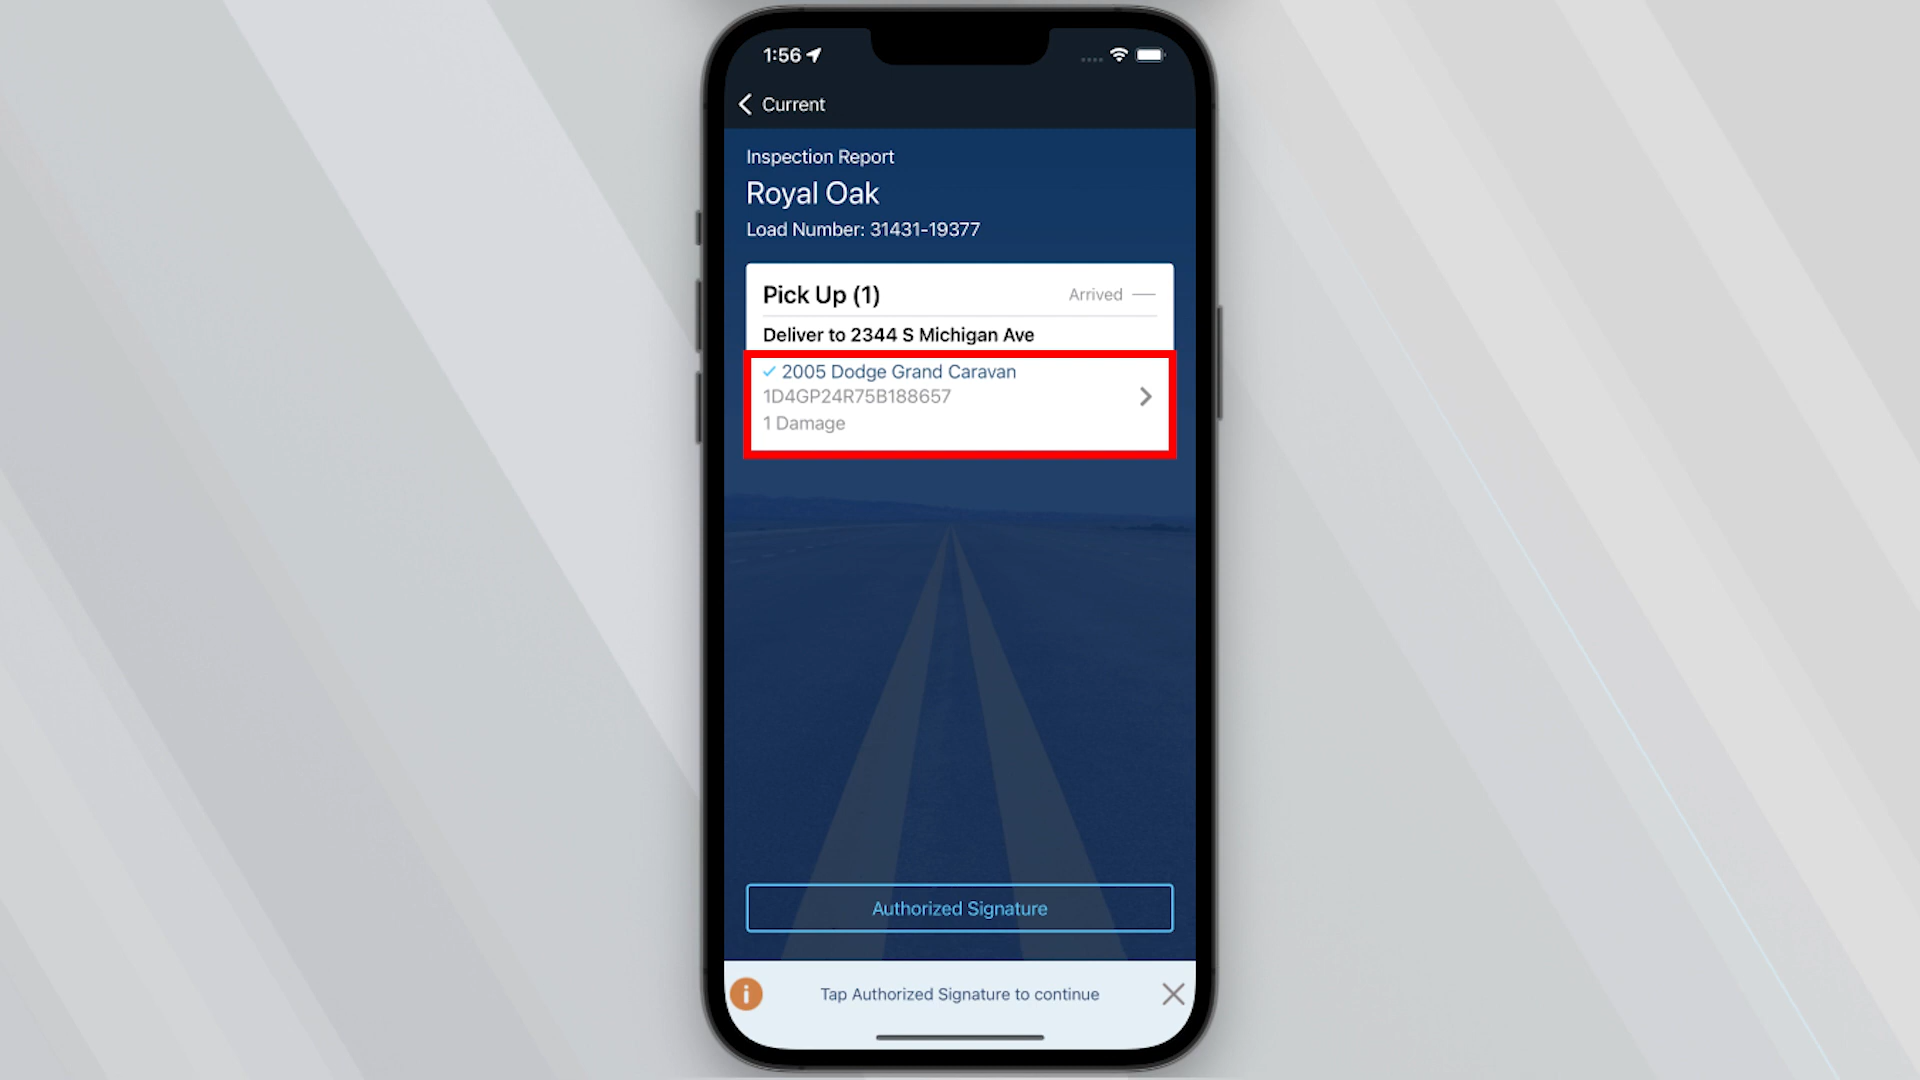 1:56
Current
Inspection Report
Royal Oak
Load Number: 31431-19377
Pick Up (1)
Arrived
Deliver to 2344 S Michigan Ave
2005 Dodge Grand Caravan
1D4GP24R75B188657
1 Damage
Authorized Signature
Tap Authorized Signature to continue